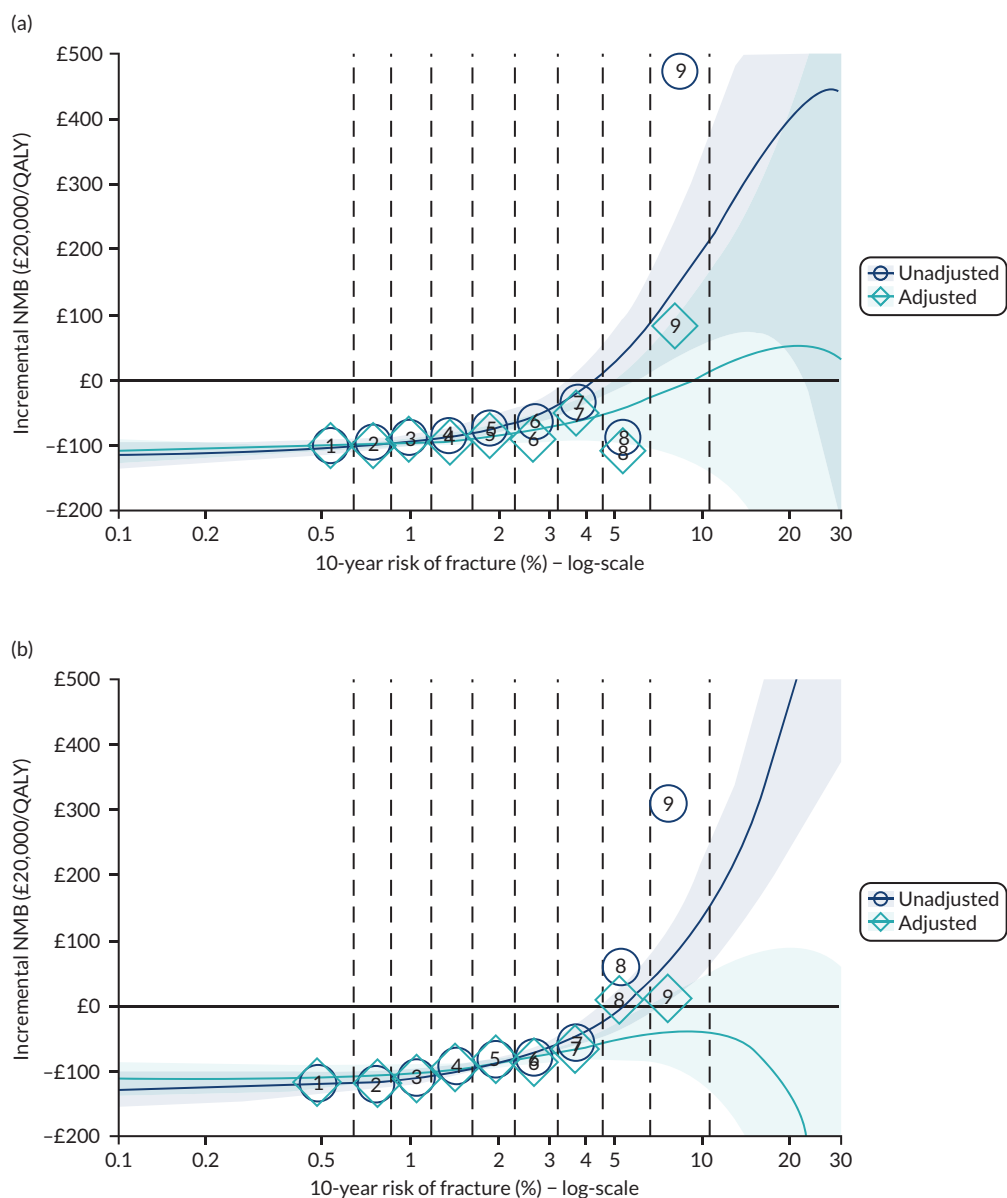 (a)
£500
£400
£300
£200
£100
£0
–£100
–£200
Incremental NMB (£20,000/QALY)
9
9
1 2 3 4 4 5 5 6 6 7 7 8 8
0.1 0.2 0.5 1 2 3 4 5 10 20 30
10-year risk of fracture (%) – log-scale
Unadjusted
Adjusted
(b)
£500
£400
£300
£200
£100
£0
–£100
–£200
Incremental NMB (£20,000/QALY)
9
8
8 9
1 2 3 4 5 6 6 7 7
0.1 0.2 0.5 1 2 3 4 5 10 20 30
10-year risk of fracture (%) – log-scale
Unadjusted
Adjusted